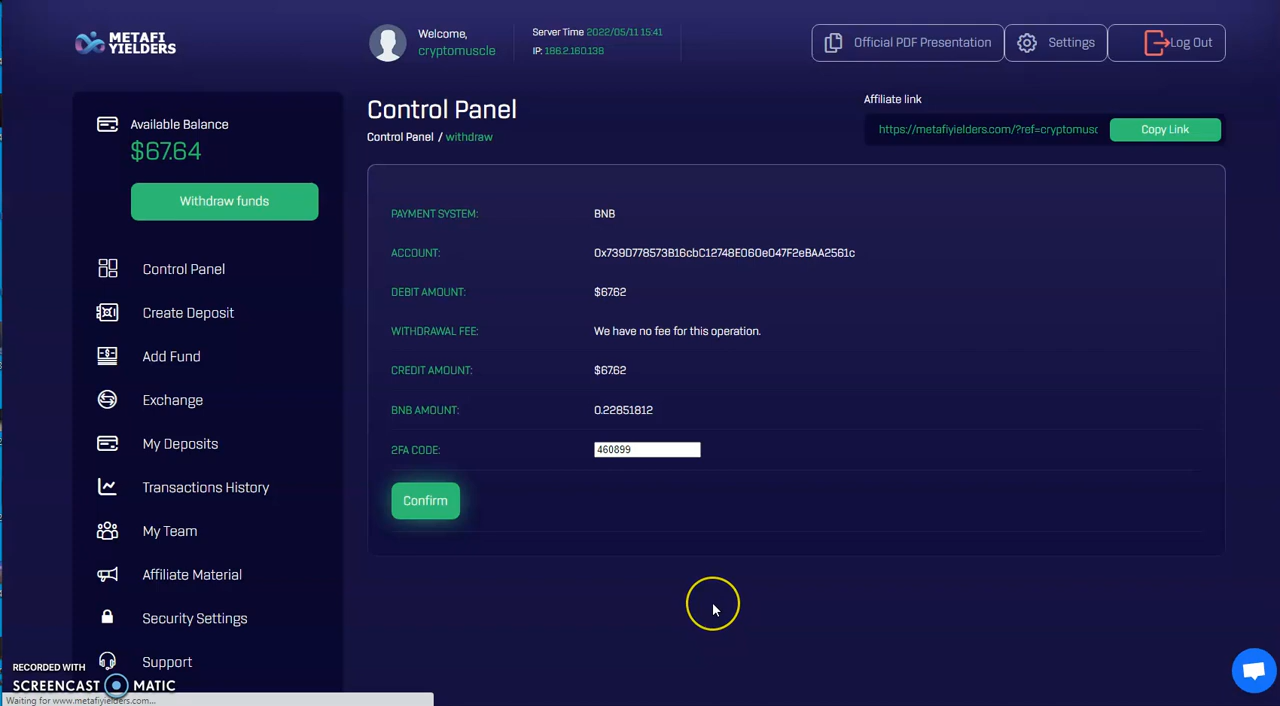 METAFI
YIELDERS
Welcome,
cryptomuscle
Server Time 2022/05/11 15:41
IP: 186.2.160.138
Official PDF Presentation
Settings
Log Out
Available Balance
$67.64
Withdraw funds
Control Panel
Create Deposit
Add Fund
Exchange
My Deposits
Transactions History
My Team
Affiliate Material
Security Settings
Support
Control Panel
Control Panel / withdraw
Affiliate link
https://metafiyielders.com/?ref=cryptomusc
Copy Link
PAYMENT SYSTEM: BNB
ACCOUNT: 0x7390778573B16cbC12748E060e047F2eBAA2561c
DEBIT AMOUNT: $67.62
WITHDRAWAL FEE: We have no fee for this operation.
CREDIT AMOUNT: $67.62
BNB AMOUNT: 0.22851812
2FA CODE: 460899
Confirm
RECORDED WITH
SCREENCAST MATIC
Waiting for www.metafiyielders.com...